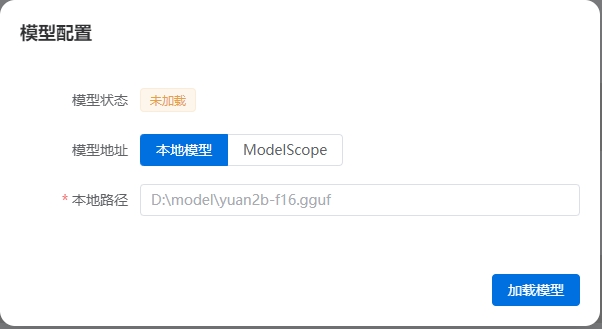 模型配置
模型状态 未加载
模型地址 本地模型 ModelScope
* 本地路径 D:\model\yuan2b-f16.gguf
加载模型